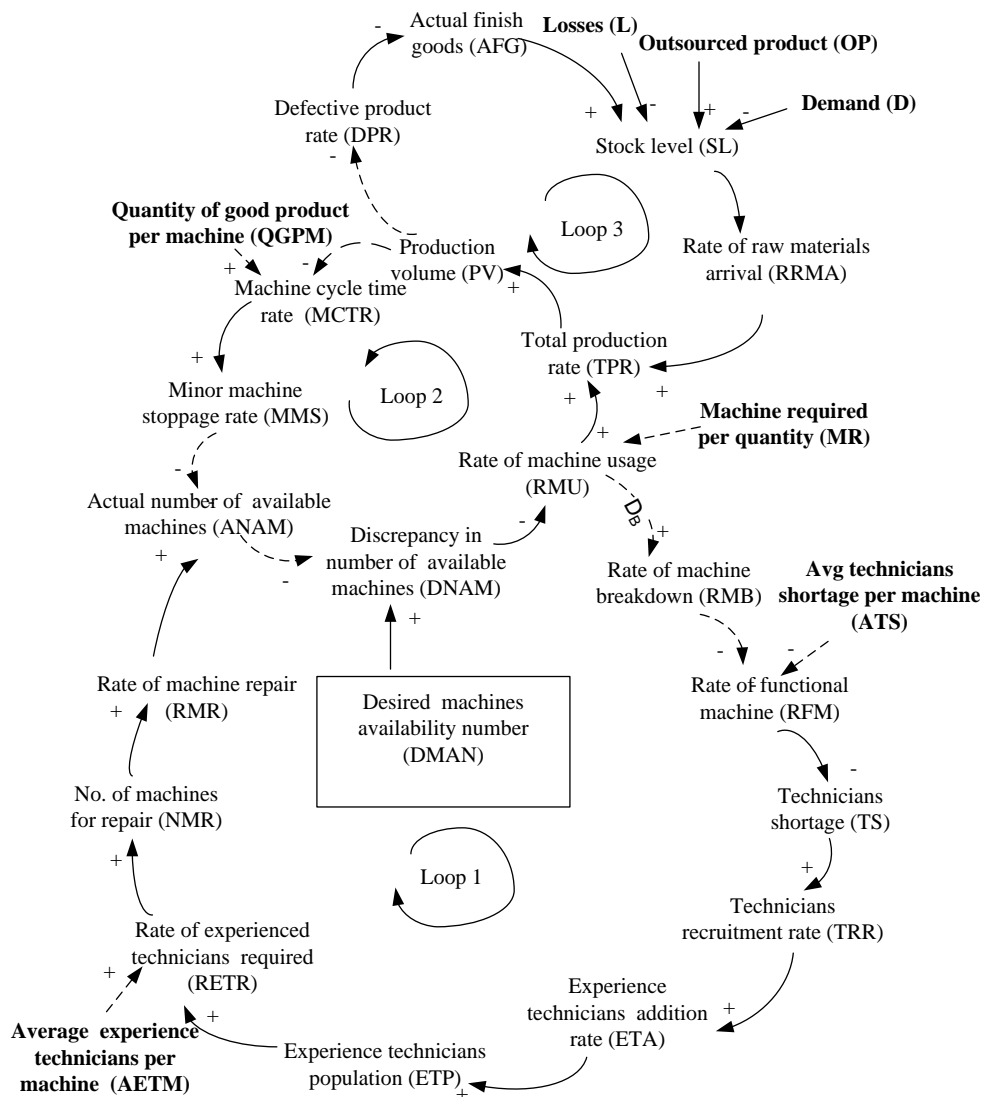 Actual finish
goods (AFG)
Losses (L)
Outsourced product (OP)
Demand (D)
-
+
-
+
-
Defective product
rate (DPR)
-
Stock level (SL)
Quantity of good product
per machine (QGPM)
+
-
Production
volume (PV)
+
Loop 3
Rate of raw materials
arrival (RRMA)
Machine cycle time
rate (MCTR)
+
Total production
rate (TPR)
+
+
Minor machine
stoppage rate (MMS)
Loop 2
Machine required
per quantity (MR)
+
-
Rate of machine usage
(RMU)
Actual number of available
machines (ANAM)
-
+
-
-
D_B
+
Discrepancy in
number of available
machines (DNAM)
+
Rate of machine
breakdown (RMB)
Avg technicians
shortage per machine
(ATS)
-
-
Rate of functional
machine (RFM)
-
-
Rate of machine repair
(RMR)
+
Desired machines
availability number
(DMAN)
No. of machines
for repair (NMR)
+
Technicians
shortage (TS)
+
Loop 1
Technicians
recruitment rate (TRR)
Rate of experienced
technicians required
(RETR)
+
+
Experience
technicians addition
rate (ETA)
+
Average experience
technicians per
machine (AETM)
Experience technicians
population (ETP)
+